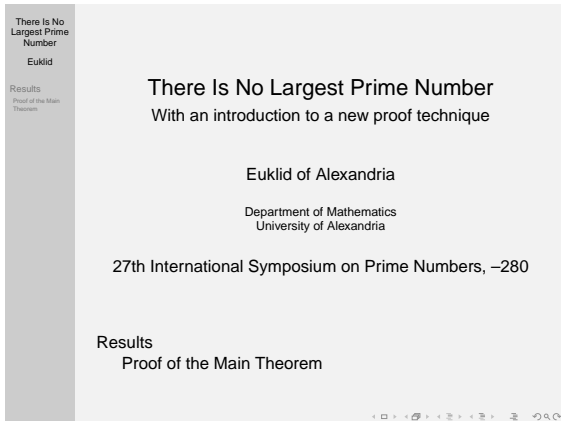 There Is No
Largest Prime
Number
Euklid
Results
Proof of the Main
Theorem
There Is No Largest Prime Number
With an introduction to a new proof technique
Euklid of Alexandria
Department of Mathematics
University of Alexandria
27th International Symposium on Prime Numbers, –280
Results
Proof of the Main Theorem